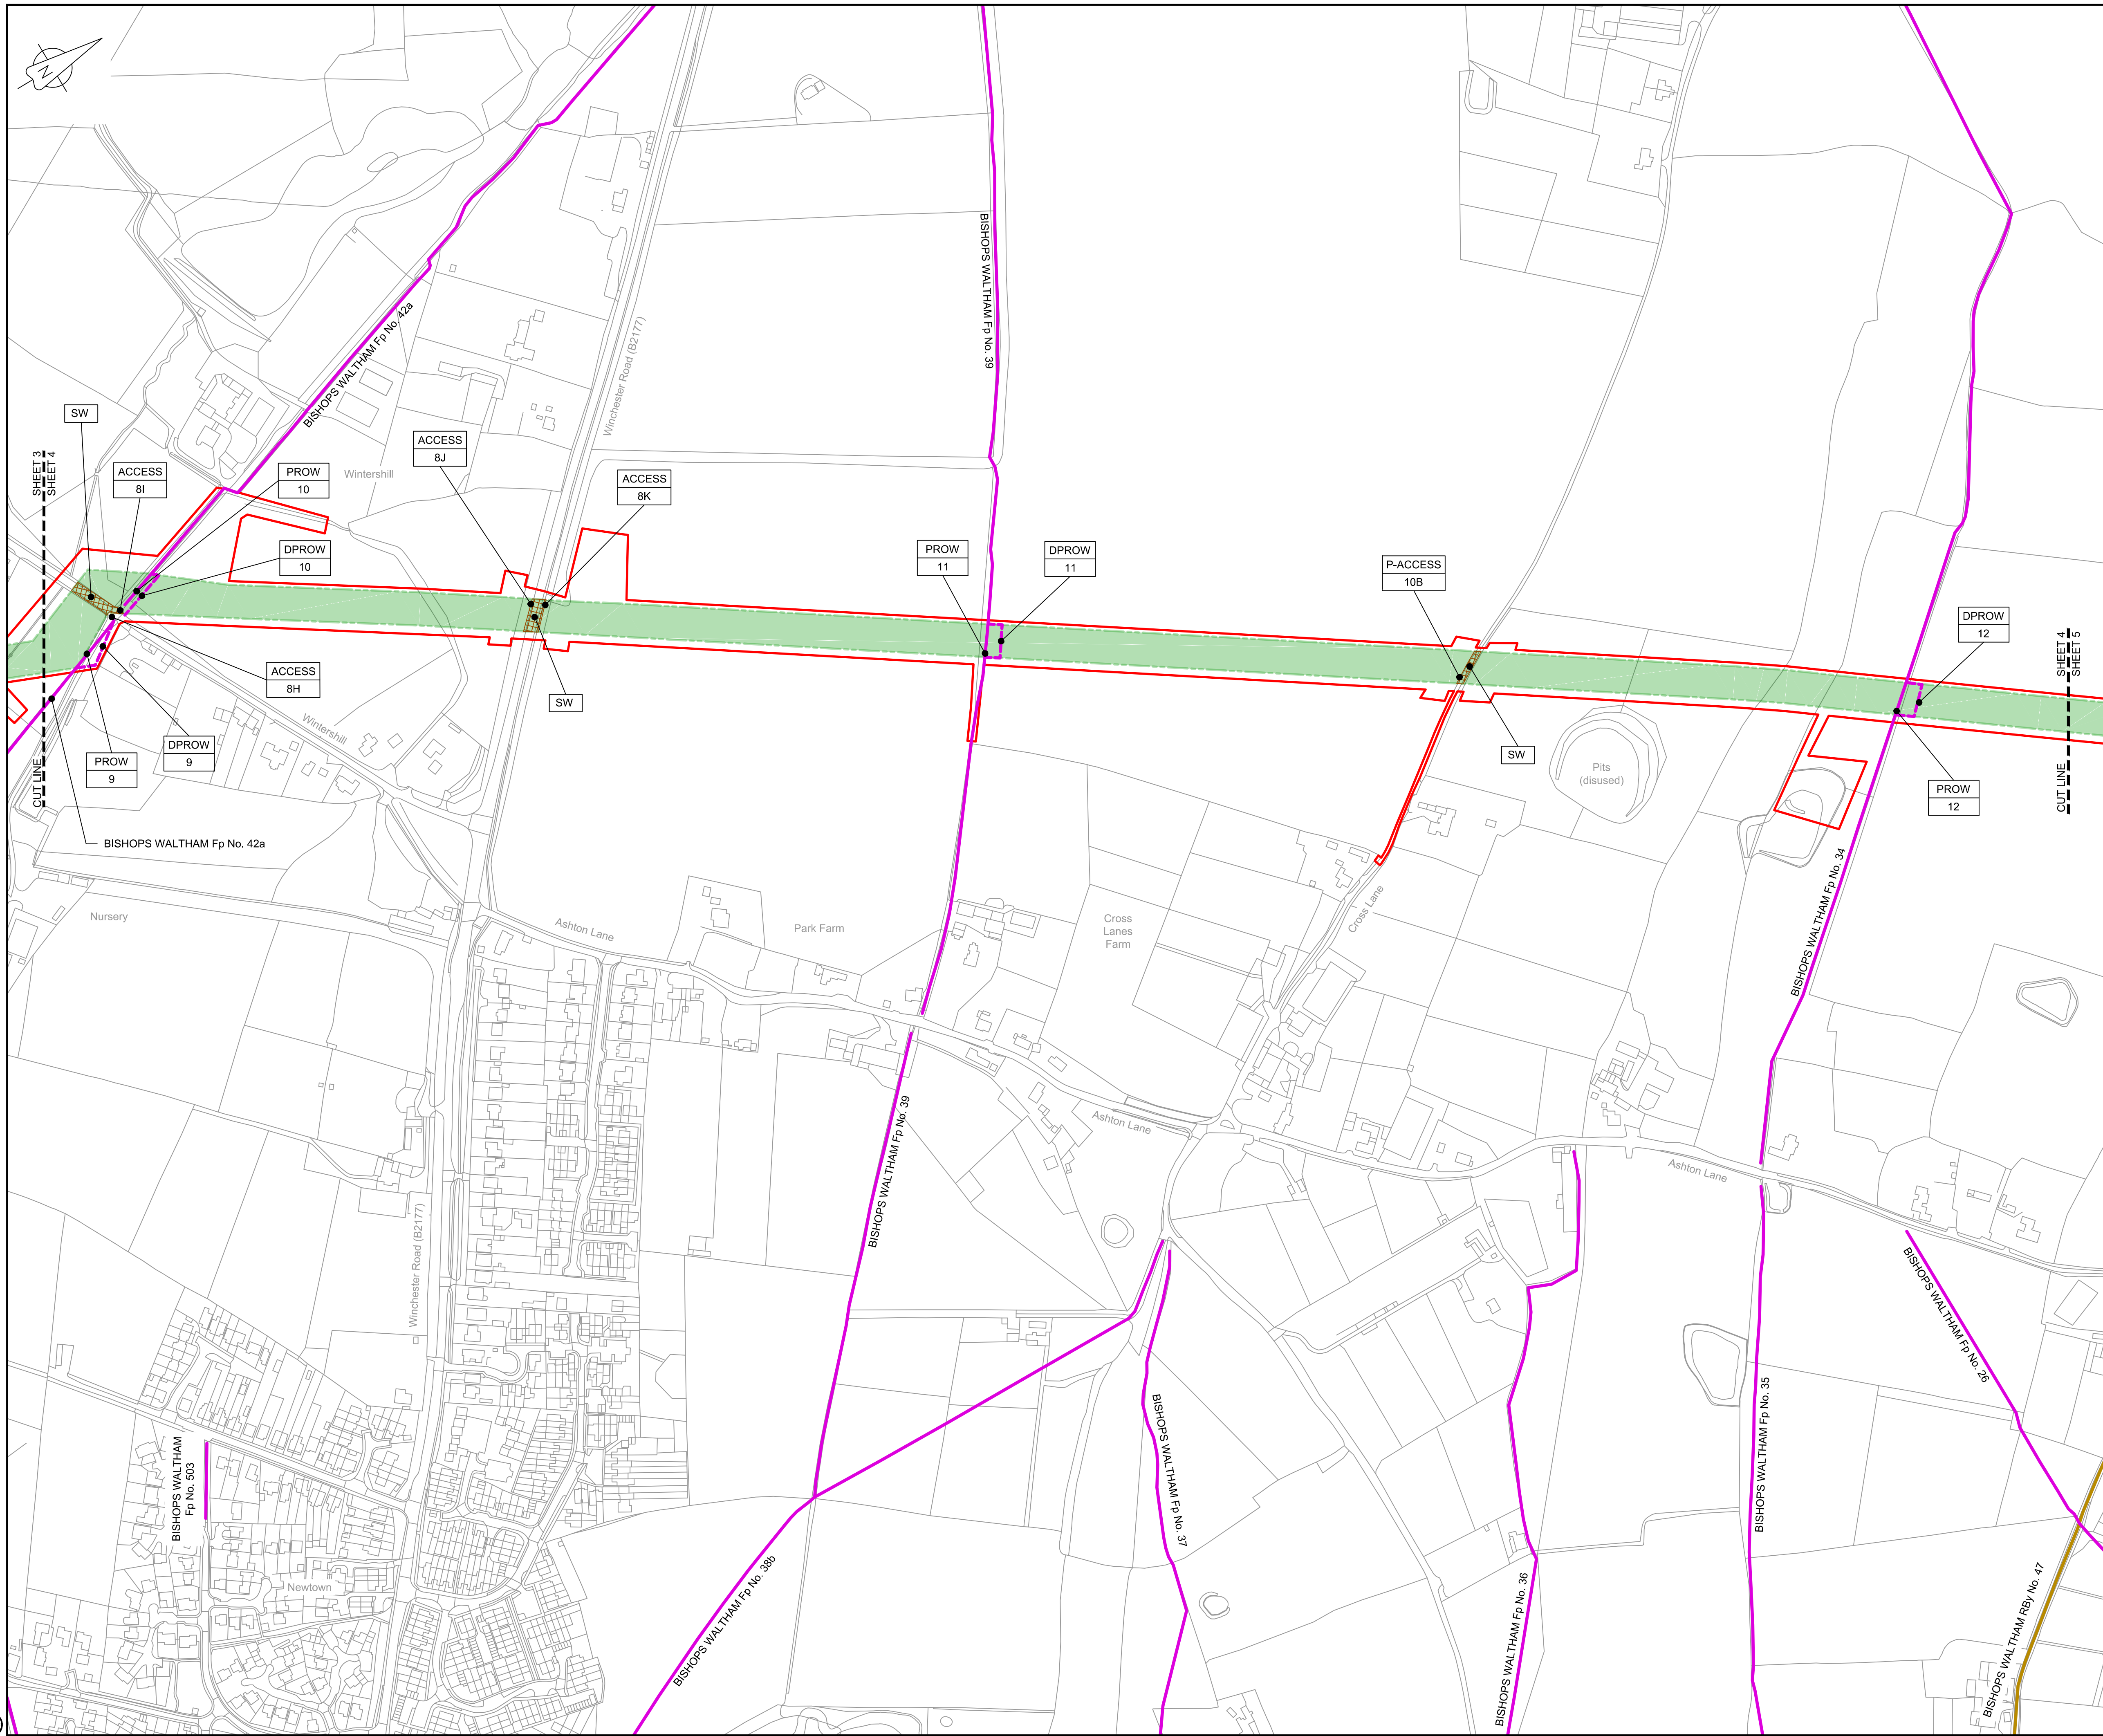 N
BISHOPS WALTHAM Fp No. 42a
Winchester Road (B2177)
BISHOPS WALTHAM Fp No. 39
SW
SHEET 3
SHEET 4
CUT LINE
ACCESS
8I
PROW
10
Wintershill
ACCESS
8J
ACCESS
8K
DPROW
10
PROW
11
DPROW
11
P-ACCESS
10B
DPROW
12
SHEET 4
SHEET 5
CUT LINE
ACCESS
8H
SW
SW
Wintershill
DPROW
9
PROW
9
Pits
(disused)
PROW
12
BISHOPS WALTHAM Fp No. 42a
BISHOPS WALTHAM Fp No. 34
Nursery
Ashton Lane
Park Farm
Cross
Lanes
Farm
Cross Lane
BISHOPS WALTHAM Fp No. 39
Ashton Lane
Ashton Lane
Winchester Road (B2177)
BISHOPS WALTHAM Fp No. 26
BISHOPS WALTHAM
Fp No. 503
BISHOPS WALTHAM Fp No. 37
BISHOPS WALTHAM Fp No. 35
Newtown
BISHOPS WALTHAM Fp No. 38b
BISHOPS WALTHAM Fp No. 36
BISHOPS WALTHAM RBy No. 47